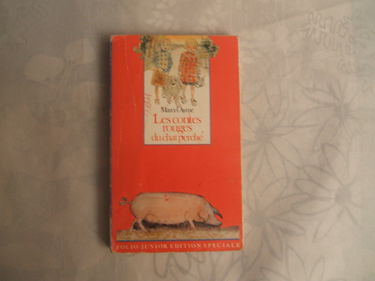 Marcel Aymé
Les contes
rouges
du chat perché
FOLIO JUNIOR EDITION SPECIALE